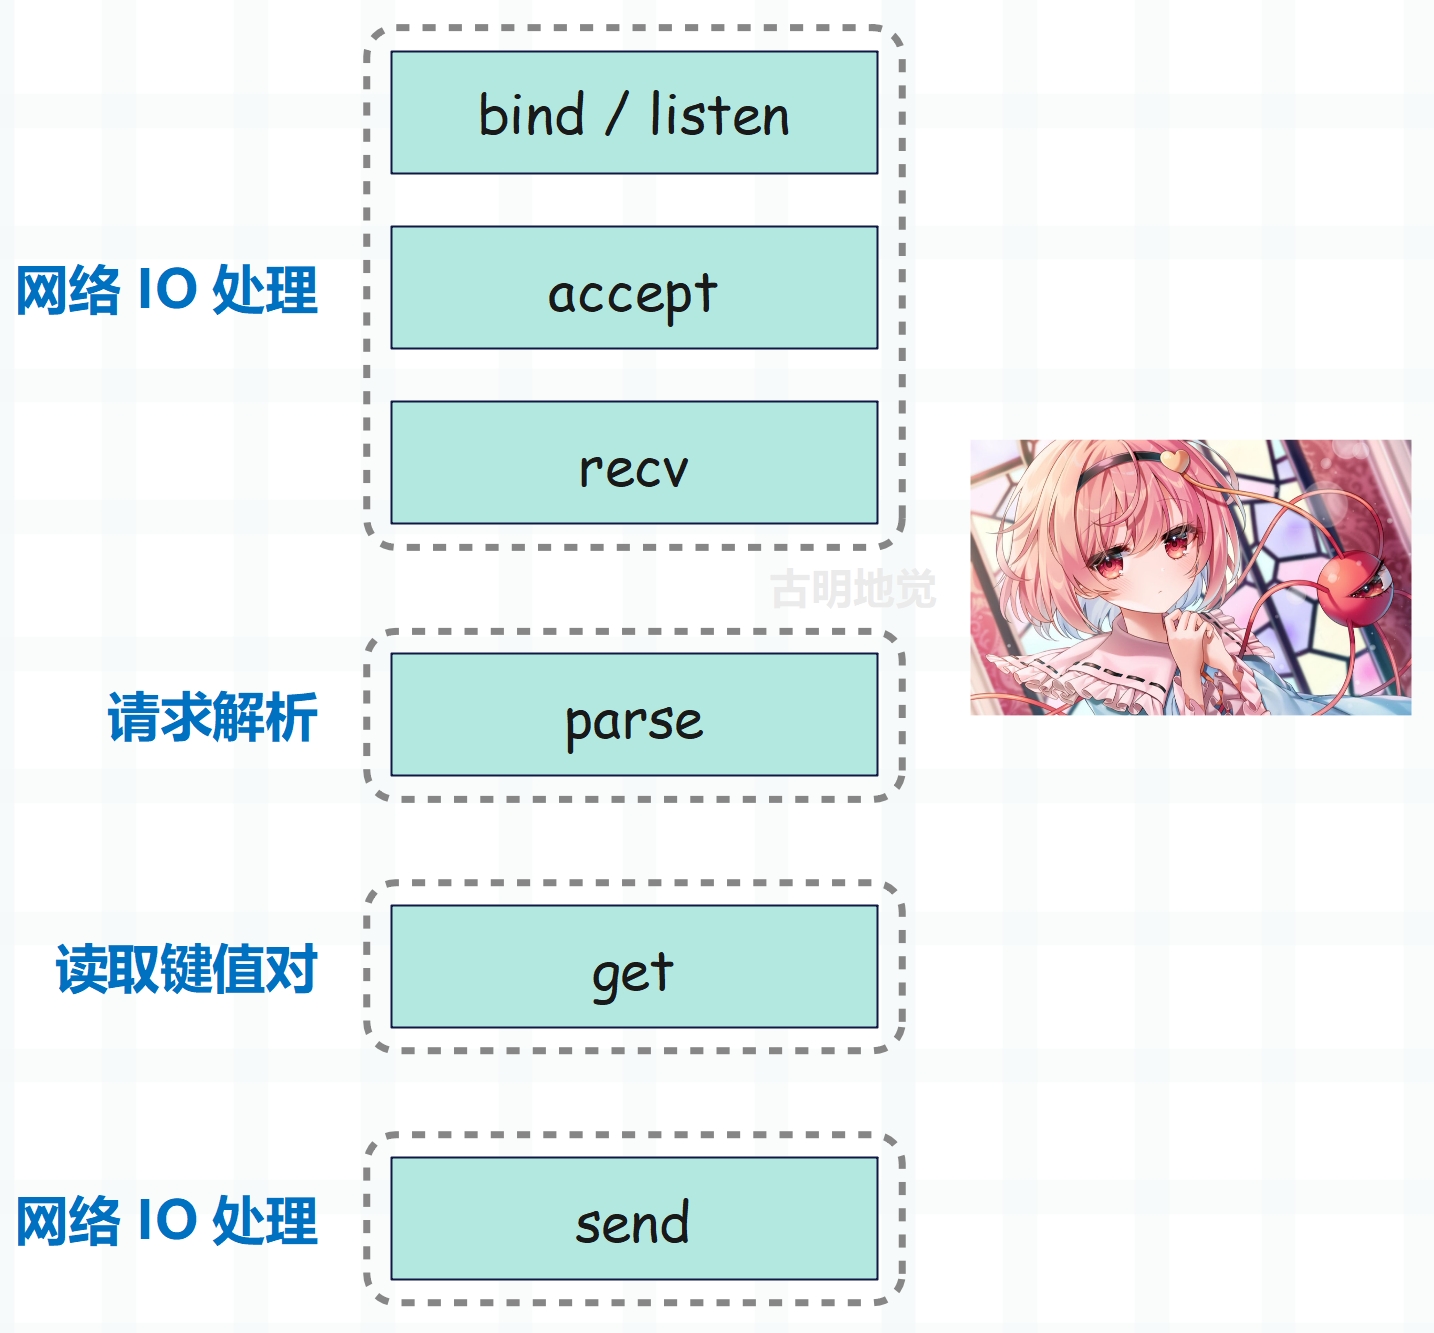 bind / listen
网络 IO 处理
accept
recv
古明地觉
请求解析
parse
读取键值对
get
网络 IO 处理
send